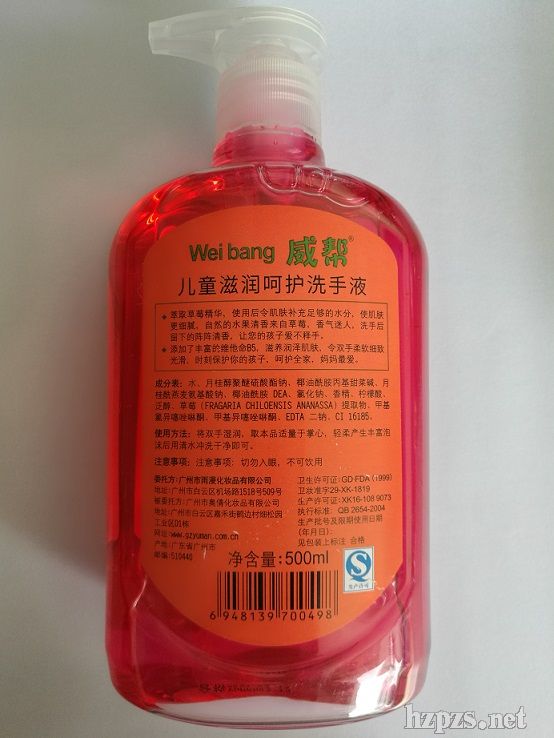 Wei bang 威帮®
儿童滋润呵护洗手液
萃取草莓精华，使用后令肌肤补充足够的水分，使肌肤
更细腻，自然的水果清香来自草莓，香气迷人，洗手后
留下的阵阵清香，让您的孩子爱不释手。
添加了丰富的维他命B5，滋养润泽肌肤，令双手柔软细致
光滑，时刻保护你的孩子，呵护全家，妈妈最爱。
成分表：水、月桂醇聚醚硫酸酯钠、椰油酰胺丙基甜菜碱、月
桂酰燕麦氨基酸钠、椰油酰胺 DEA、氯化钠、香精、柠檬酸、
泛醇、草莓（FRAGARIA CHILOENSIS ANANASSA）提取物、甲基
氯异噻唑啉酮、甲基异噻唑啉酮、EDTA 二钠、CI 16185.
使用方法：将双手湿润，取本品适量于掌心，轻柔产生丰富泡
沫后用清水冲洗干净即可。
注意事项：注意事项：切勿入眼，不可饮用
委托方：广州市雨漫化妆品有限公司
地址：广州市白云区机场路1518号509号
被委托方：广州市奥倩化妆品有限公司
地址：广州市白云区嘉禾街鹤边村细松园
工业区D1栋
网址：www.gzyuman.com.cn
产地：广东省广州市
邮编：510440
卫生许可证：GD·FDA (1999)
卫妆准字29-XK-1819
生产许可证：XK16-108 9073
执行标准：QB 2654-2004
生产批号及限期使用日期
(年月日)：
见包装上标注 合格
净含量：500ml
生产许可
6 948139 700498
hzpzs.net